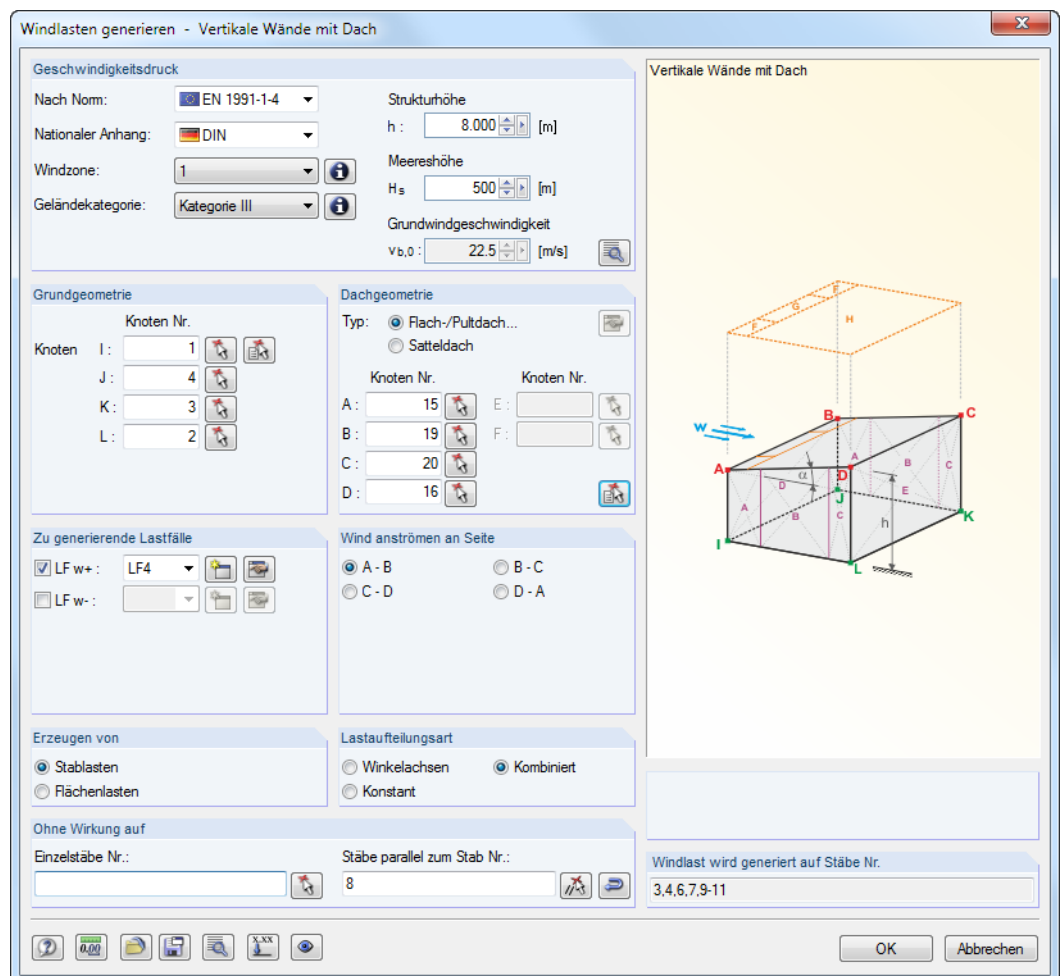 Windlasten generieren - Vertikale Wände mit Dach
Geschwindigkeitsdruck
Nach Norm: EN 1991-1-4
Nationaler Anhang: DIN
Windzone: 1
Geländekategorie: Kategorie III
Strukturhöhe
h : 8.000 [m]
Meereshöhe
Hs 500 [m]
Grundwindgeschwindigkeit
vb,0 : 22.5 [m/s]
Grundgeometrie
Knoten Nr.
Knoten I : 1
J : 4
K : 3
L : 2
Dachgeometrie
Typ: Flach-/Pultdach...
Satteldach
Knoten Nr. Knoten Nr.
A : 15 E :
B : 19 F :
C : 20
D : 16
Zu generierende Lastfälle
LF w+ : LF4
LF w- :
Wind anströmen an Seite
A - B B - C
C - D D - A
Erzeugen von
Stablasten
Flächenlasten
Lastaufteilungsart
Winkelachsen Kombiniert
Konstant
Ohne Wirkung auf
Einzelstäbe Nr.: Stäbe parallel zum Stab Nr.:
8
Vertikale Wände mit Dach
F
G
F
H
W
B
C
A
D
A
B
C
α
D
J
E
A
B
C
h
K
I
L
Windlast wird generiert auf Stäbe Nr.
3,4,6,7,9-11
0.00
x.xx
OK Abbrechen